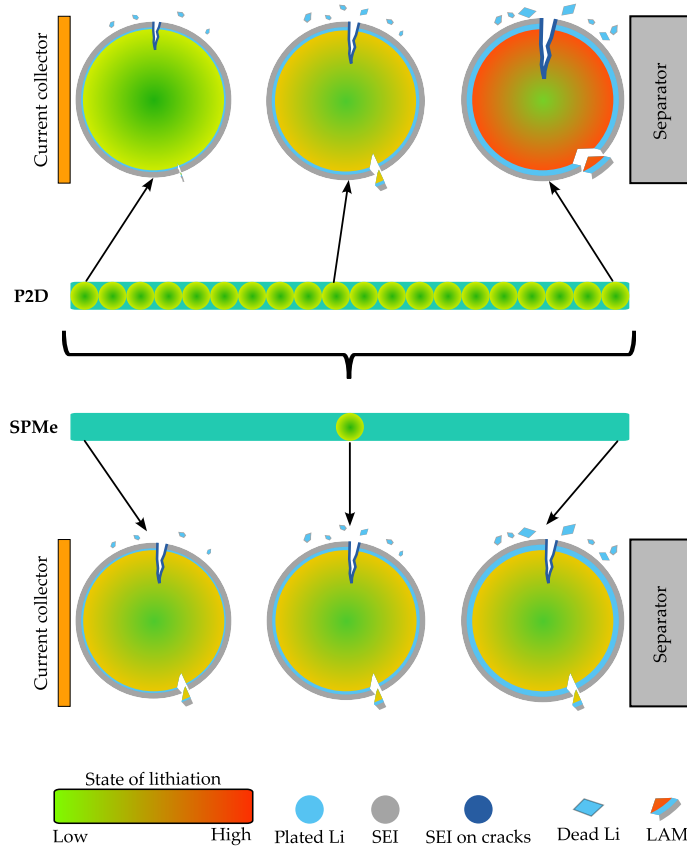 Current collector
Separator
P2D
SPMe
Current collector
Separator
State of lithiation
Low
High
Plated Li
SEI
SEI on cracks
Dead Li
LAM